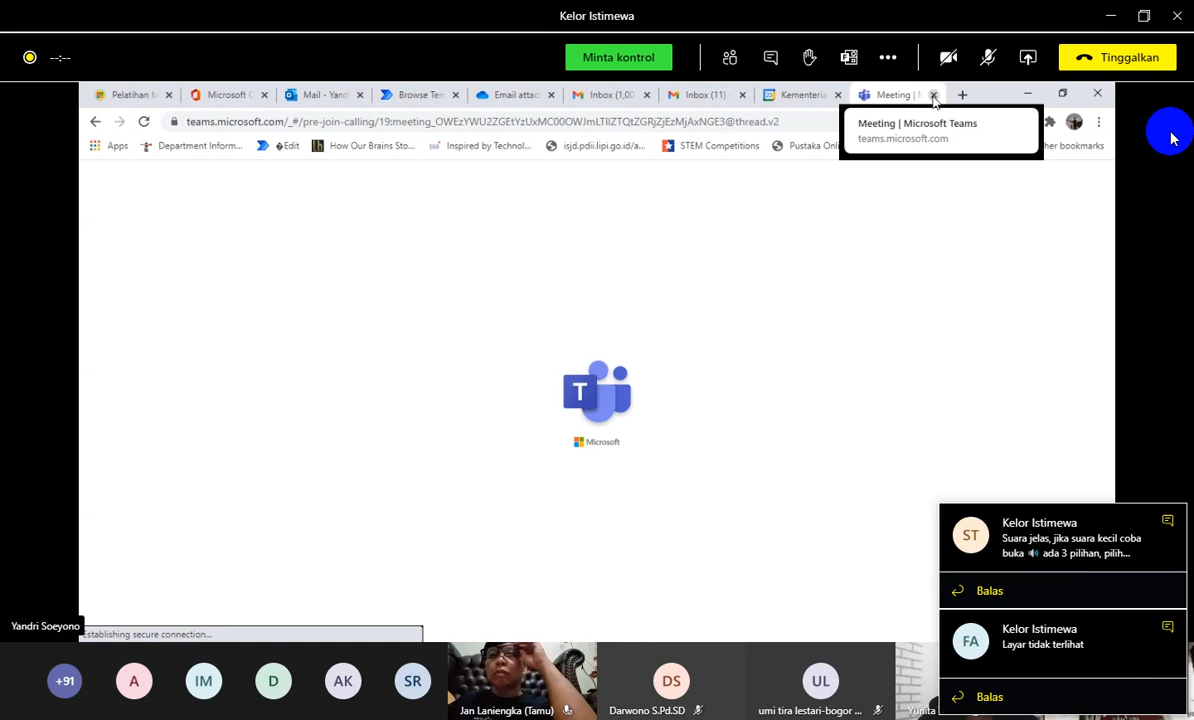 Kelor Istimewa
--:--
Minta kontrol
Tinggalkan
Pelatihan M
Microsoft O
Mail - Yand
Browse Tem
Email attac
Inbox (1,00
Inbox (11) -
Kementeria
Meeting | M
teams.microsoft.com/_#/pre-join-calling/19:meeting_OWEzYWU2ZGEtYzUxMC00OWJmLTllZTQtZGRjZjEzMjAxNGE3@thread.v2
Meeting | Microsoft Teams
teams.microsoft.com
Apps
Department Inform...
�Edit
How Our Brains Sto...
Inspired by Technol...
isjd.pdii.lipi.go.id/a...
STEM Competitions
Pustaka Onli
her bookmarks
T
Microsoft
ST
Kelor Istimewa
Suara jelas, jika suara kecil coba
buka 🔊 ada 3 pilihan, pilih...
Balas
FA
Kelor Istimewa
Layar tidak terlihat
Balas
Yandri Soeyono
Establishing secure connection...
+91
A
IM
D
AK
SR
Jan Laniengka (Tamu)
DS
Darwono S.Pd.SD
UL
umi tira lestari-bogor ...
Yunita